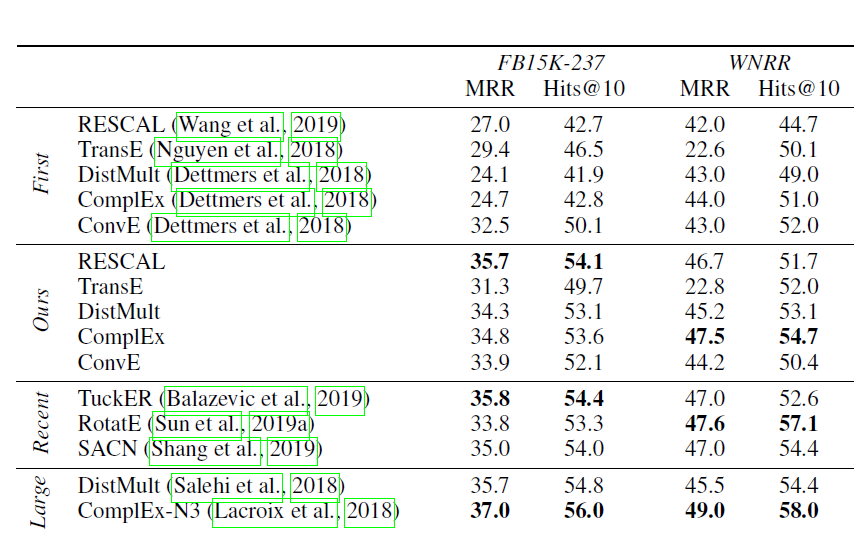 FB15K-237 WNRR
MRR Hits@10 MRR Hits@10
First
RESCAL (Wang et al., 2019) 27.0 42.7 42.0 44.7
TransE (Nguyen et al., 2018) 29.4 46.5 22.6 50.1
DistMult (Dettmers et al., 2018) 24.1 41.9 43.0 49.0
ComplEx (Dettmers et al., 2018) 24.7 42.8 44.0 51.0
ConvE (Dettmers et al., 2018) 32.5 50.1 43.0 52.0
Ours
RESCAL 35.7 54.1 46.7 51.7
TransE 31.3 49.7 22.8 52.0
DistMult 34.3 53.1 45.2 53.1
ComplEx 34.8 53.6 47.5 54.7
ConvE 33.9 52.1 44.2 50.4
Recent
TuckER (Balazevic et al., 2019) 35.8 54.4 47.0 52.6
RotatE (Sun et al., 2019a) 33.8 53.3 47.6 57.1
SACN (Shang et al., 2019) 35.0 54.0 47.0 54.4
Large
DistMult (Salehi et al., 2018) 35.7 54.8 45.5 54.4
ComplEx-N3 (Lacroix et al., 2018) 37.0 56.0 49.0 58.0